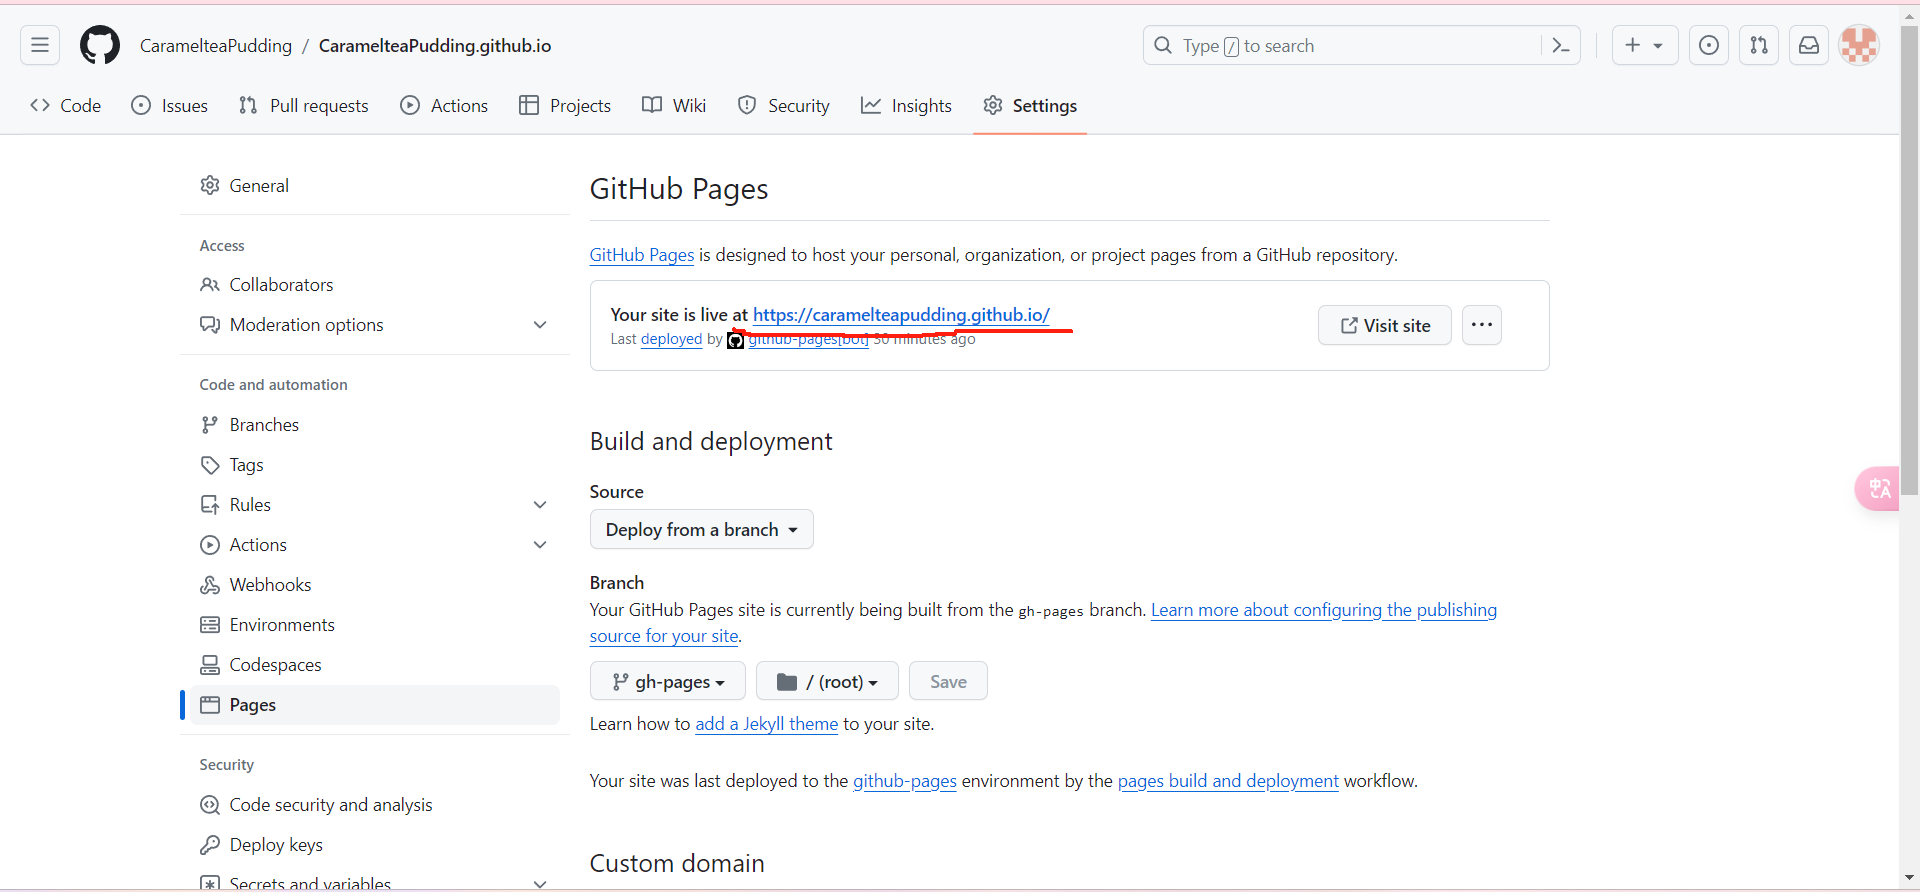 CaramelteaPudding / CaramelteaPudding.github.io
Type / to search
Code Issues Pull requests Actions Projects Wiki Security Insights Settings
General
Access
Collaborators
Moderation options
Code and automation
Branches
Tags
Rules
Actions
Webhooks
Environments
Codespaces
Pages
Security
Code security and analysis
Deploy keys
Secrets and variables
GitHub Pages
GitHub Pages is designed to host your personal, organization, or project pages from a GitHub repository.
Your site is live at https://caramelteapudding.github.io/
Last deployed by github-pages[bot] 30 minutes ago
Visit site
Build and deployment
Source
Deploy from a branch
Branch
Your GitHub Pages site is currently being built from the gh-pages branch. Learn more about configuring the publishing
source for your site.
gh-pages / (root) Save
Learn how to add a Jekyll theme to your site.
Your site was last deployed to the github-pages environment by the pages build and deployment workflow.
Custom domain
中A